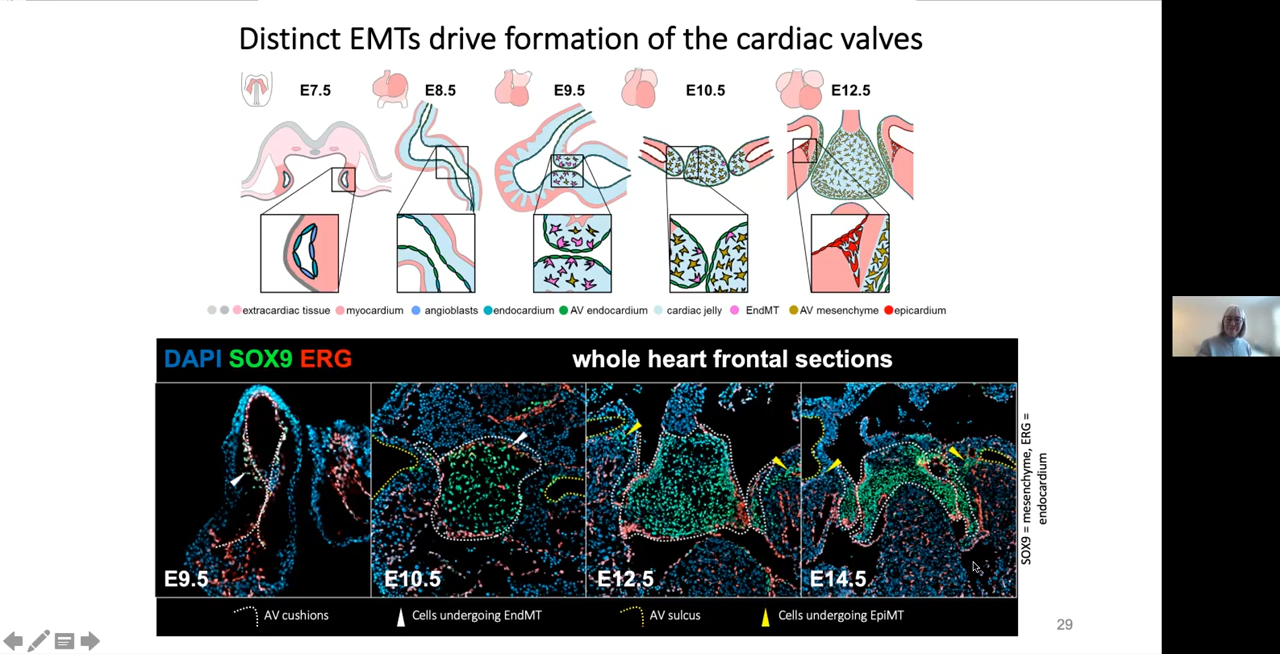 Distinct EMTs drive formation of the cardiac valves
E7.5
E8.5
E9.5
E10.5
E12.5
extracardiac tissue myocardium angioblasts endocardium AV endocardium cardiac jelly EndMT AV mesenchyme epicardium
DAPI SOX9 ERG
whole heart frontal sections
E9.5
E10.5
E12.5
E14.5
SOX9 = mesenchyme, ERG =
endocardium
AV cushions
Cells undergoing EndMT
AV sulcus
Cells undergoing EpiMT
29